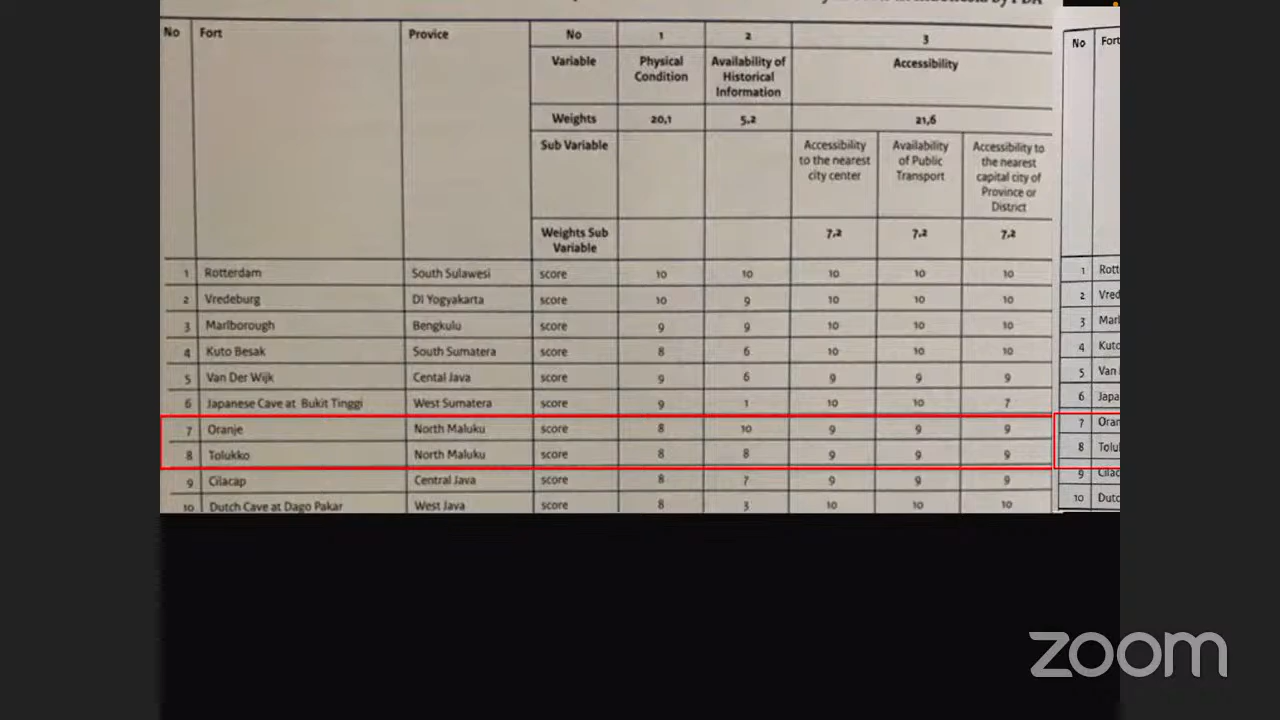 in Indonesia by PDA
No Fort Provice No 1 2 3
Variable Physical Condition Availability of Historical Information Accessibility
Weights 20,1 5,2 21,6
Sub Variable Accessibility to the nearest city center Availability of Public Transport Accessibility to the nearest capital city of Province or District
Weights Sub Variable 7,2 7,2 7,2
1 Rotterdam South Sulawesi score 10 10 10 10 10
2 Vredeburg DI Yogyakarta score 10 9 10 10 10
3 Marlborough Bengkulu score 9 9 10 10 10
4 Kuto Besak South Sumatera score 8 6 10 10 10
5 Van Der Wijk Cental Java score 9 6 9 9 9
6 Japanese Cave at Bukit Tinggi West Sumatera score 9 1 10 10 7
7 Oranje North Maluku score 8 10 9 9 9
8 Tolukko North Maluku score 8 8 9 9 9
9 Cilacap Central Java score 8 7 9 9 9
10 Dutch Cave at Dago Pakar West Java score 8 3 10 10 10
No Fort
1 Rott
2 Vred
3 Marl
4 Kuto
5 Van
6 Japa
7 Oran
8 Toluk
9 Cilac
10 Dutc
zoom